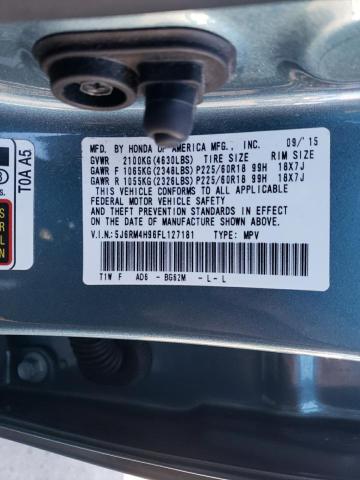 MFD. BY HONDA OF AMERICA MFG., INC. 09/'15
GVWR 2100KG(4630LBS) TIRE SIZE RIM SIZE
GAWR F 1065KG(2348LBS) P225/60R18 99H 18X7J
GAWR R 1055KG(2326LBS) P225/60R18 99H 18X7J
THIS VEHICLE CONFORMS TO ALL APPLICABLE
FEDERAL MOTOR VEHICLE SAFETY
AND THEFT PREVENTION STANDARDS IN EFFECT
ON THE DATE OF MANUFACTURE SHOWN ABOVE.
V.I.N.:5J6RM4H96FL127181 TYPE: MPV
T1W F AD6 - BG62M - L - L
T0A A5